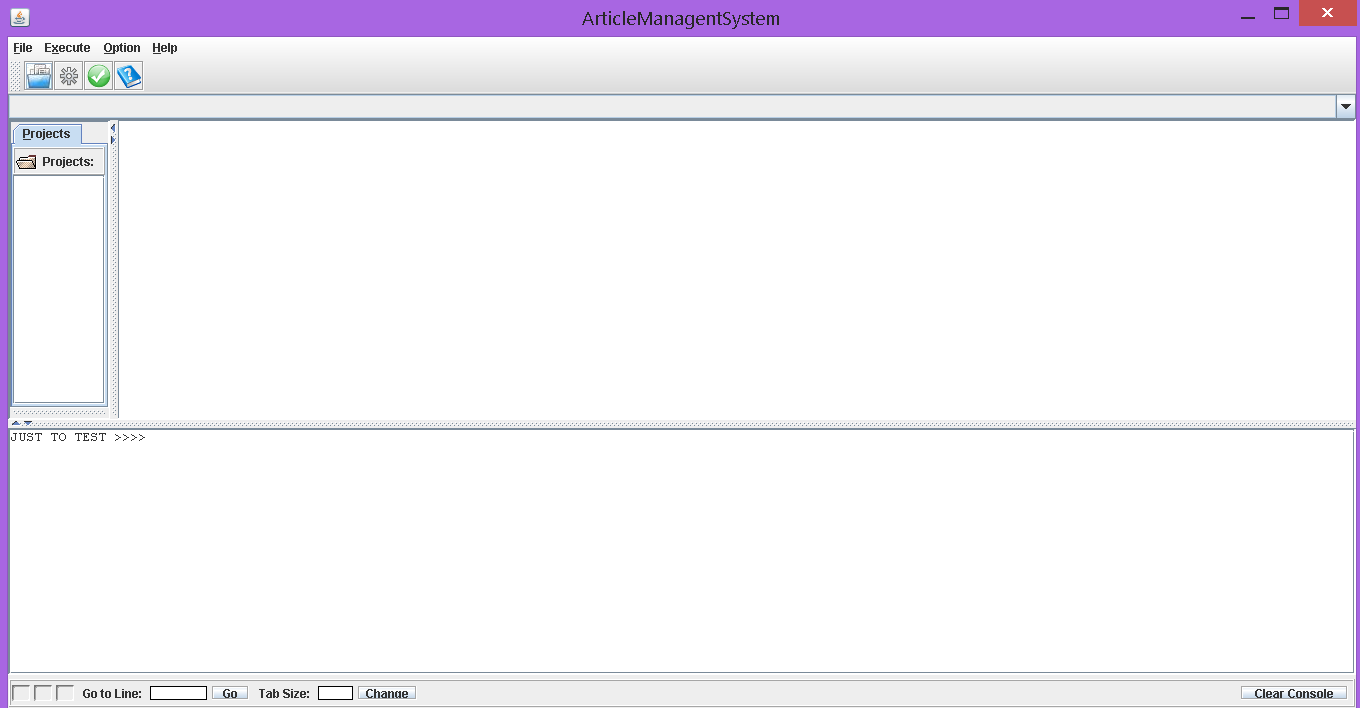 ArticleManagentSystem
File Execute Option Help
Projects
Projects:
JUST TO TEST >>>>
Go to Line: Go Tab Size: Change Clear Console